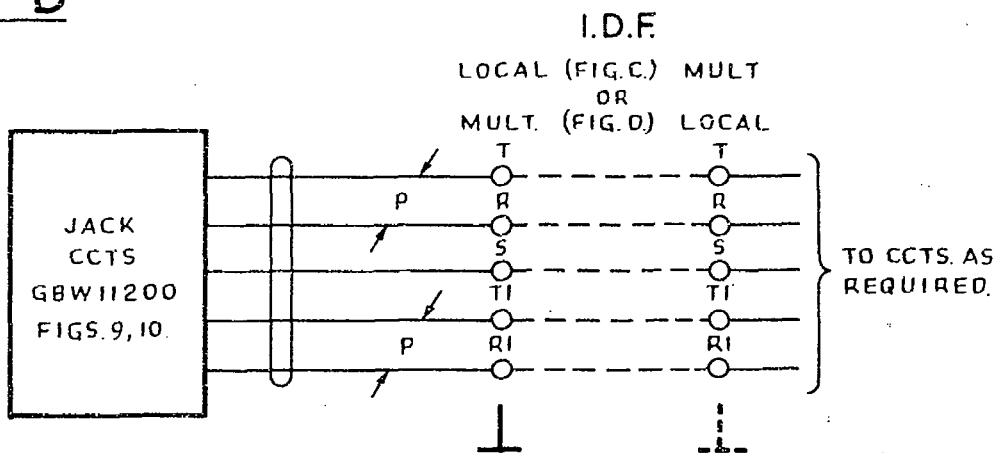 I.D.F.
LOCAL (FIG.C.) MULT
OR
MULT. (FIG.D.) LOCAL
T T
P R R
S S
T1 T1
P R1 R1
JACK
CCTS
GBW11200
FIGS.9,10.
TO CCTS. AS
REQUIRED.